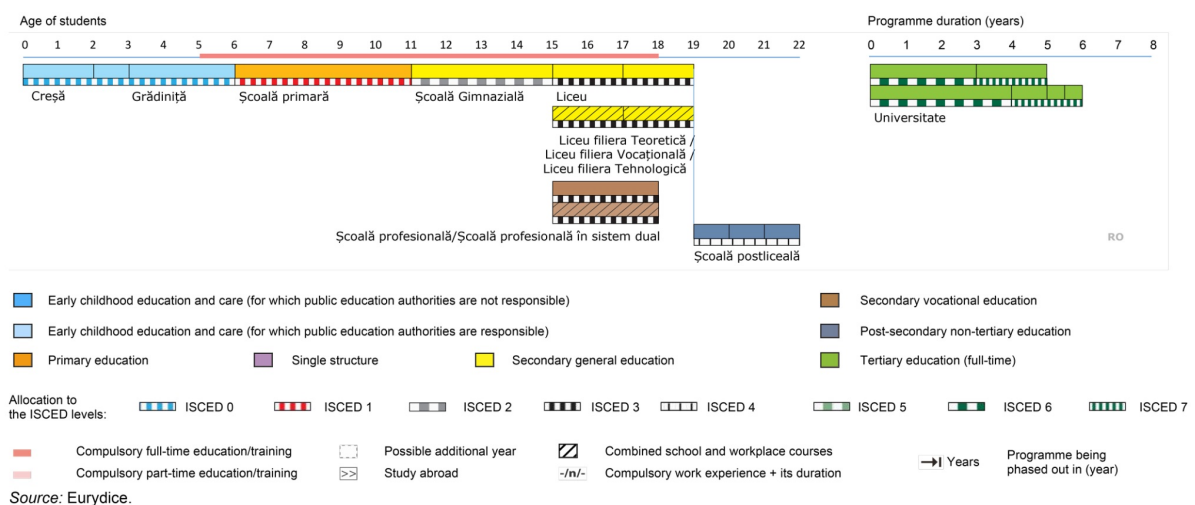 Age of students
Programme duration (years)
0 1 2 3 4 5 6 7 8 9 10 11 12 13 14 15 16 17 18 19 20 21 22
0 1 2 3 4 5 6 7 8
Creșă
Grădiniță
Școală primară
Școală Gimnazială
Liceu
Universitate
Liceu filiera Teoretică /
Liceu filiera Vocațională /
Liceu filiera Tehnologică
Școală profesională/Școală profesională în sistem dual
RO
Școală postliceală
Early childhood education and care (for which public education authorities are not responsible)
Secondary vocational education
Early childhood education and care (for which public education authorities are responsible)
Post-secondary non-tertiary education
Primary education
Single structure
Secondary general education
Tertiary education (full-time)
Allocation to
the ISCED levels:
ISCED 0
ISCED 1
ISCED 2
ISCED 3
ISCED 4
ISCED 5
ISCED 6
ISCED 7
Compulsory full-time education/training
Possible additional year
Combined school and workplace courses
Years
Programme being
phased out in (year)
Compulsory part-time education/training
>>
Study abroad
-/n/-
Compulsory work experience + its duration
Source: Eurydice.